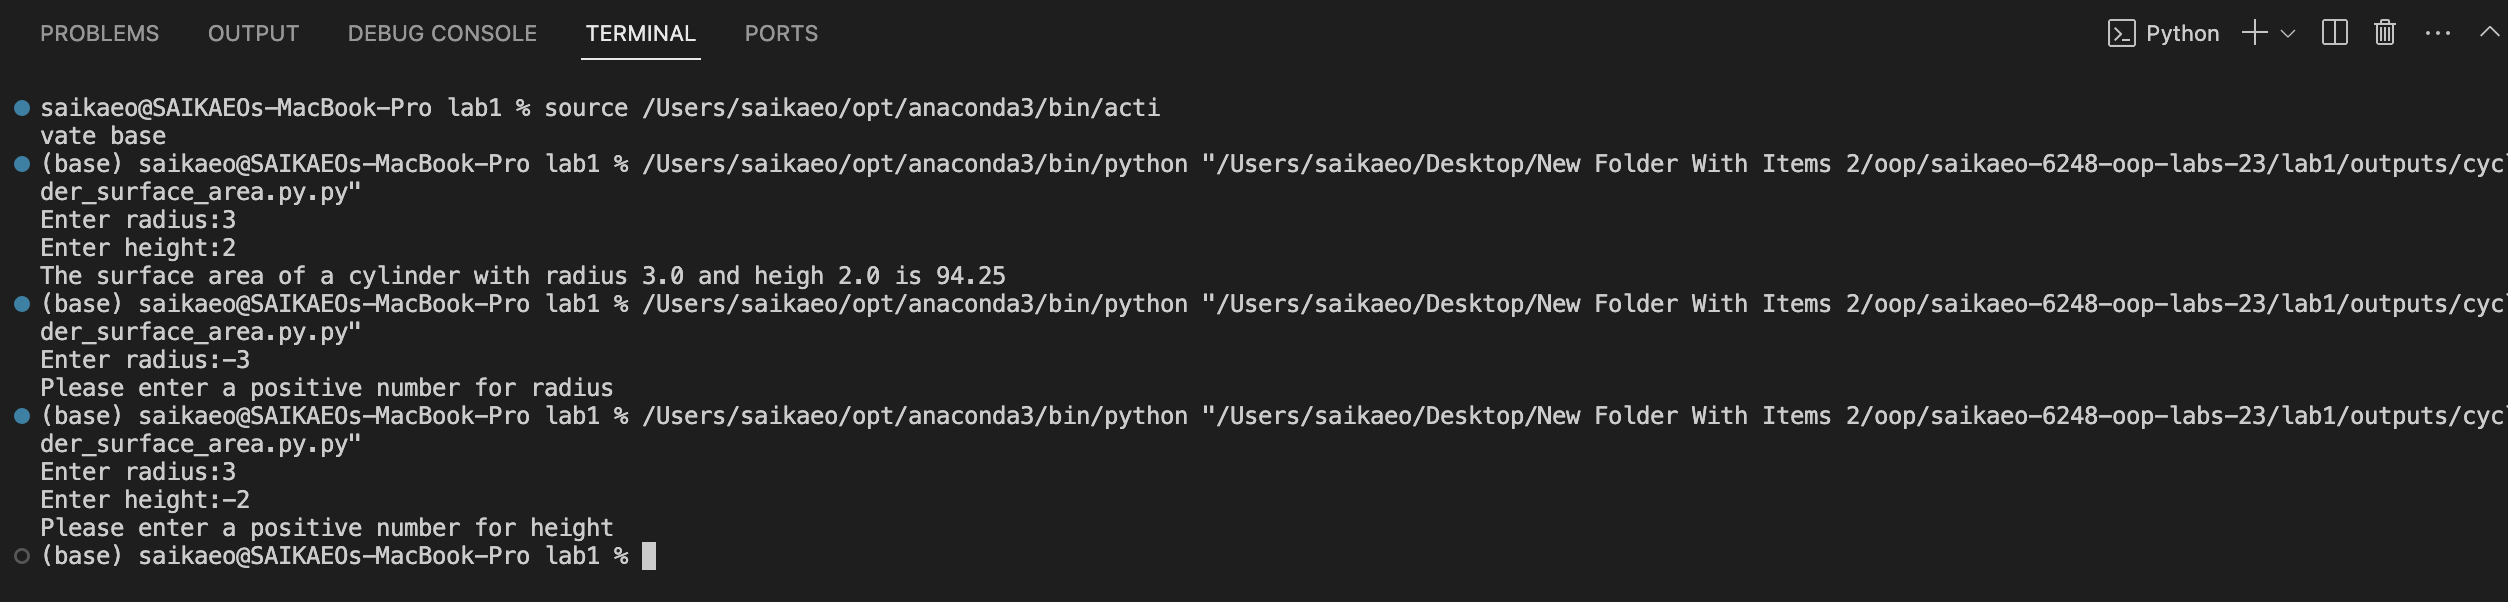 PROBLEMS OUTPUT DEBUG CONSOLE TERMINAL PORTS Python
saikaeo@SAIKAEOs-MacBook-Pro lab1 % source /Users/saikaeo/opt/anaconda3/bin/acti
vate base
(base) saikaeo@SAIKAEOs-MacBook-Pro lab1 % /Users/saikaeo/opt/anaconda3/bin/python "/Users/saikaeo/Desktop/New Folder With Items 2/oop/saikaeo-6248-oop-labs-23/lab1/outputs/cycl
der_surface_area.py.py"
Enter radius:3
Enter height:2
The surface area of a cylinder with radius 3.0 and heigh 2.0 is 94.25
(base) saikaeo@SAIKAEOs-MacBook-Pro lab1 % /Users/saikaeo/opt/anaconda3/bin/python "/Users/saikaeo/Desktop/New Folder With Items 2/oop/saikaeo-6248-oop-labs-23/lab1/outputs/cycl
der_surface_area.py.py"
Enter radius:-3
Please enter a positive number for radius
(base) saikaeo@SAIKAEOs-MacBook-Pro lab1 % /Users/saikaeo/opt/anaconda3/bin/python "/Users/saikaeo/Desktop/New Folder With Items 2/oop/saikaeo-6248-oop-labs-23/lab1/outputs/cycl
der_surface_area.py.py"
Enter radius:3
Enter height:-2
Please enter a positive number for height
(base) saikaeo@SAIKAEOs-MacBook-Pro lab1 %